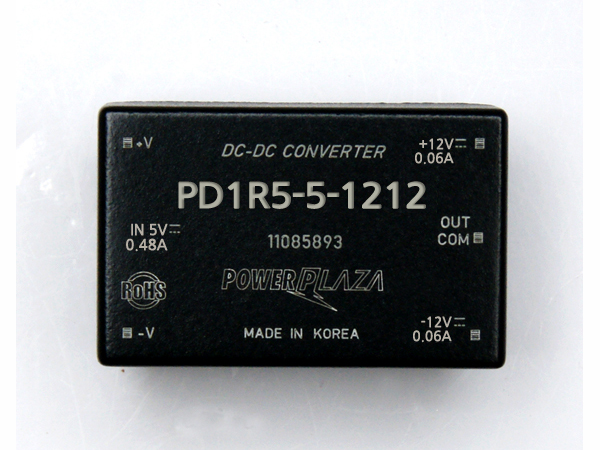 +V
DC-DC CONVERTER
+12V⎓
0.06A
PD1R5-5-1212
IN 5V⎓
0.48A
11085893
OUT
COM
RoHS
POWERPLAZA
-V
MADE IN KOREA
-12V⎓
0.06A